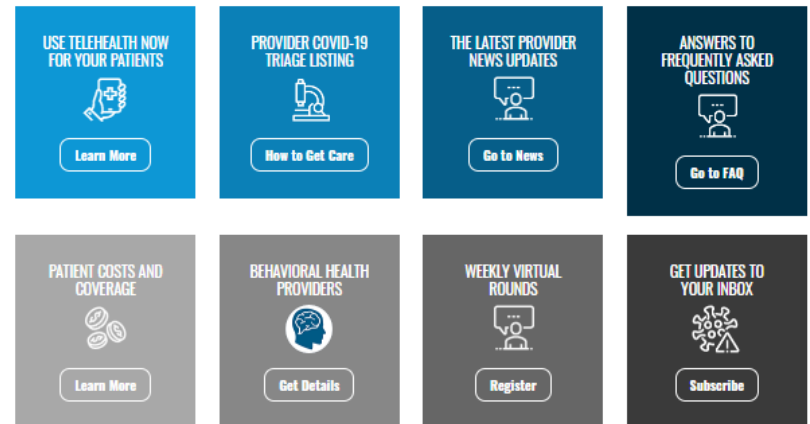 USE TELEHEALTH NOW
FOR YOUR PATIENTS
Learn More
PROVIDER COVID-19
TRIAGE LISTING
How to Get Care
THE LATEST PROVIDER
NEWS UPDATES
Go to News
ANSWERS TO
FREQUENTLY ASKED
QUESTIONS
Go to FAQ
PATIENT COSTS AND
COVERAGE
Learn More
BEHAVIORAL HEALTH
PROVIDERS
Get Details
WEEKLY VIRTUAL
ROUNDS
Register
GET UPDATES TO
YOUR INBOX
Subscribe